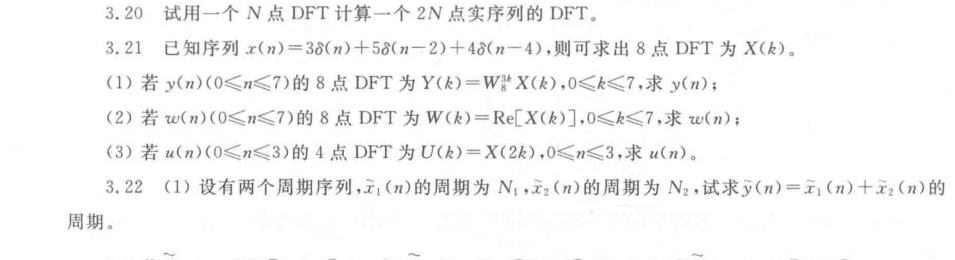 3.20 试用一个 N 点 DFT 计算一个 2N 点实序列的 DFT。
3.21 已知序列 x(n)=3δ(n)+5δ(n-2)+4δ(n-4),则可求出 8 点 DFT 为 X(k)。
(1) 若 y(n)(0≤n≤7)的 8 点 DFT 为 Y(k)=W₈³ᵏX(k),0≤k≤7,求 y(n);
(2) 若 w(n)(0≤n≤7)的 8 点 DFT 为 W(k)=Re[X(k)],0≤k≤7,求 w(n);
(3) 若 u(n)(0≤n≤3)的 4 点 DFT 为 U(k)=X(2k),0≤n≤3,求 u(n)。
3.22 (1) 设有两个周期序列,x̃₁(n)的周期为 N₁,x̃₂(n)的周期为 N₂,试求ỹ(n)=x̃₁(n)+x̃₂(n)的
周期。